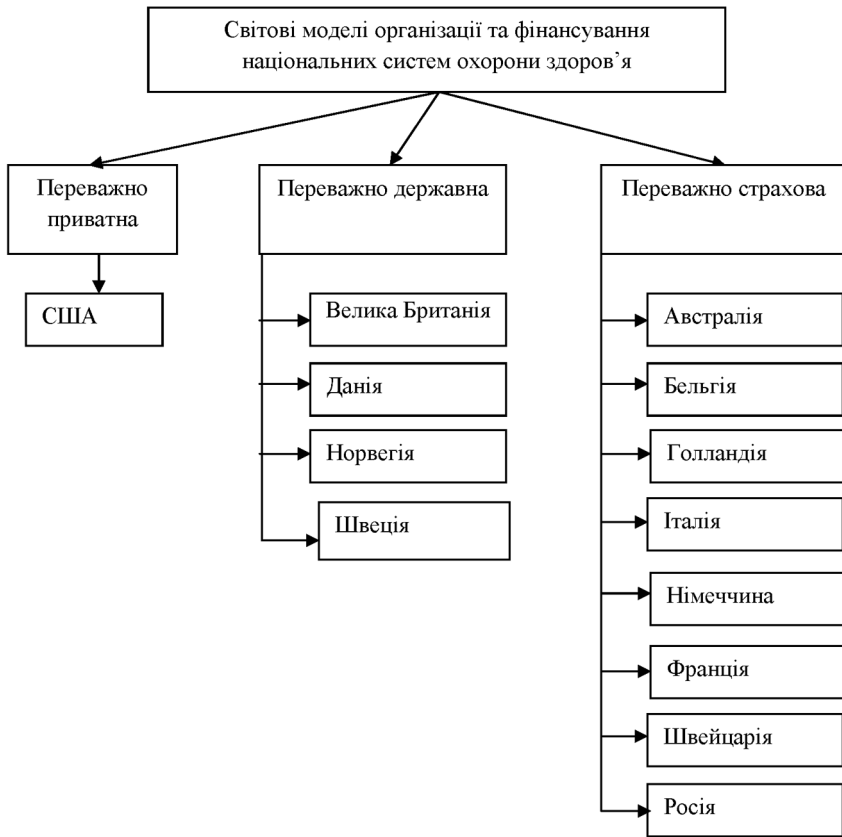 Світові моделі організації та фінансування
національних систем охорони здоров’я
Переважно
приватна
США
Переважно державна
Велика Британія
Данія
Норвегія
Швеція
Переважно страхова
Австралія
Бельгія
Голландія
Італія
Німеччина
Франція
Швейцарія
Росія